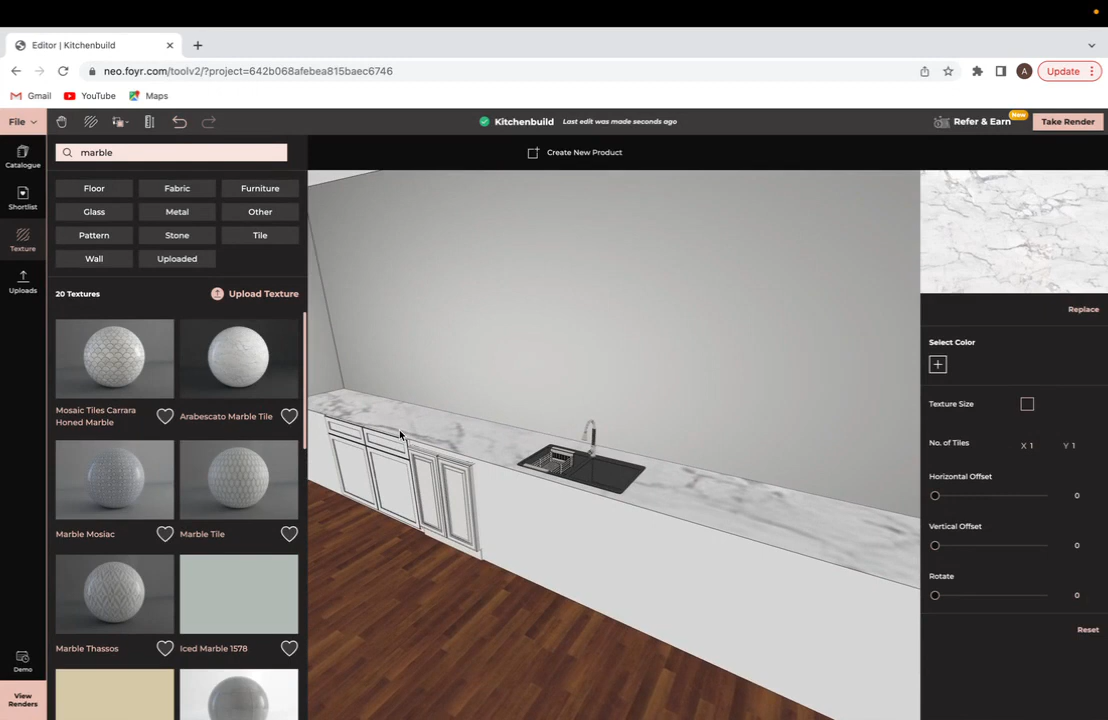 Editor | Kitchenbuild
neo.foyr.com/toolv2/?project=642b068afebea815baec6746
A
Update
Gmail
YouTube
Maps
File
Kitchenbuild
Last edit was made seconds ago
Refer & Earn
New
Take Render
Catalogue
Shortlist
Texture
Uploads
Demo
View
Renders
marble
Create New Product
Floor
Fabric
Furniture
Glass
Metal
Other
Pattern
Stone
Tile
Wall
Uploaded
20 Textures
Upload Texture
Mosaic Tiles Carrara
Honed Marble
Arabescato Marble Tile
Marble Mosiac
Marble Tile
Marble Thassos
Iced Marble 1578
Replace
Select Color
Texture Size
No. of Tiles
X 1
Y 1
Horizontal Offset
0
Vertical Offset
0
Rotate
0
Reset